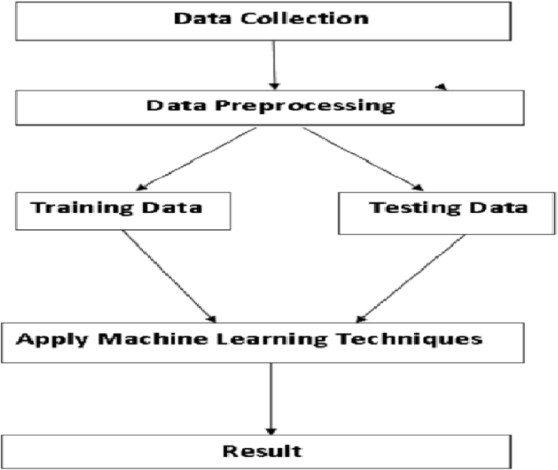 Data Collection
Data Preprocessing
Training Data
Testing Data
Apply Machine Learning Techniques
Result